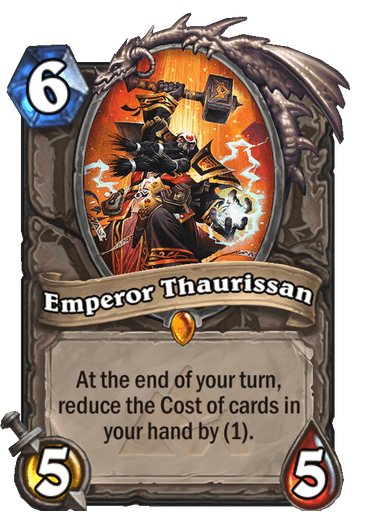 6
Emperor Thaurissan
At the end of your turn,
reduce the Cost of cards in
your hand by (1).
5
5